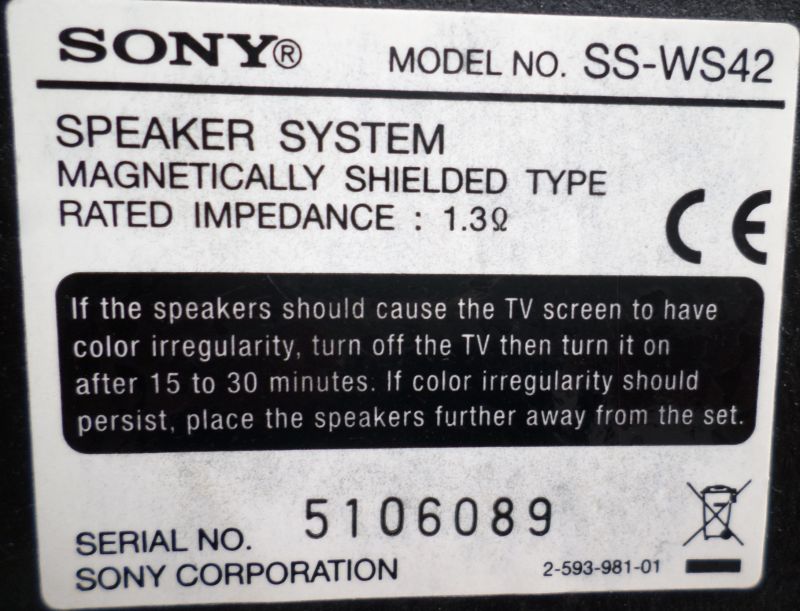 SONY® MODEL NO. SS-WS42
SPEAKER SYSTEM
MAGNETICALLY SHIELDED TYPE
RATED IMPEDANCE : 1.3Ω
CE
If the speakers should cause the TV screen to have
color irregularity, turn off the TV then turn it on
after 15 to 30 minutes. If color irregularity should
persist, place the speakers further away from the set.
SERIAL NO. 5106089
SONY CORPORATION 2-593-981-01